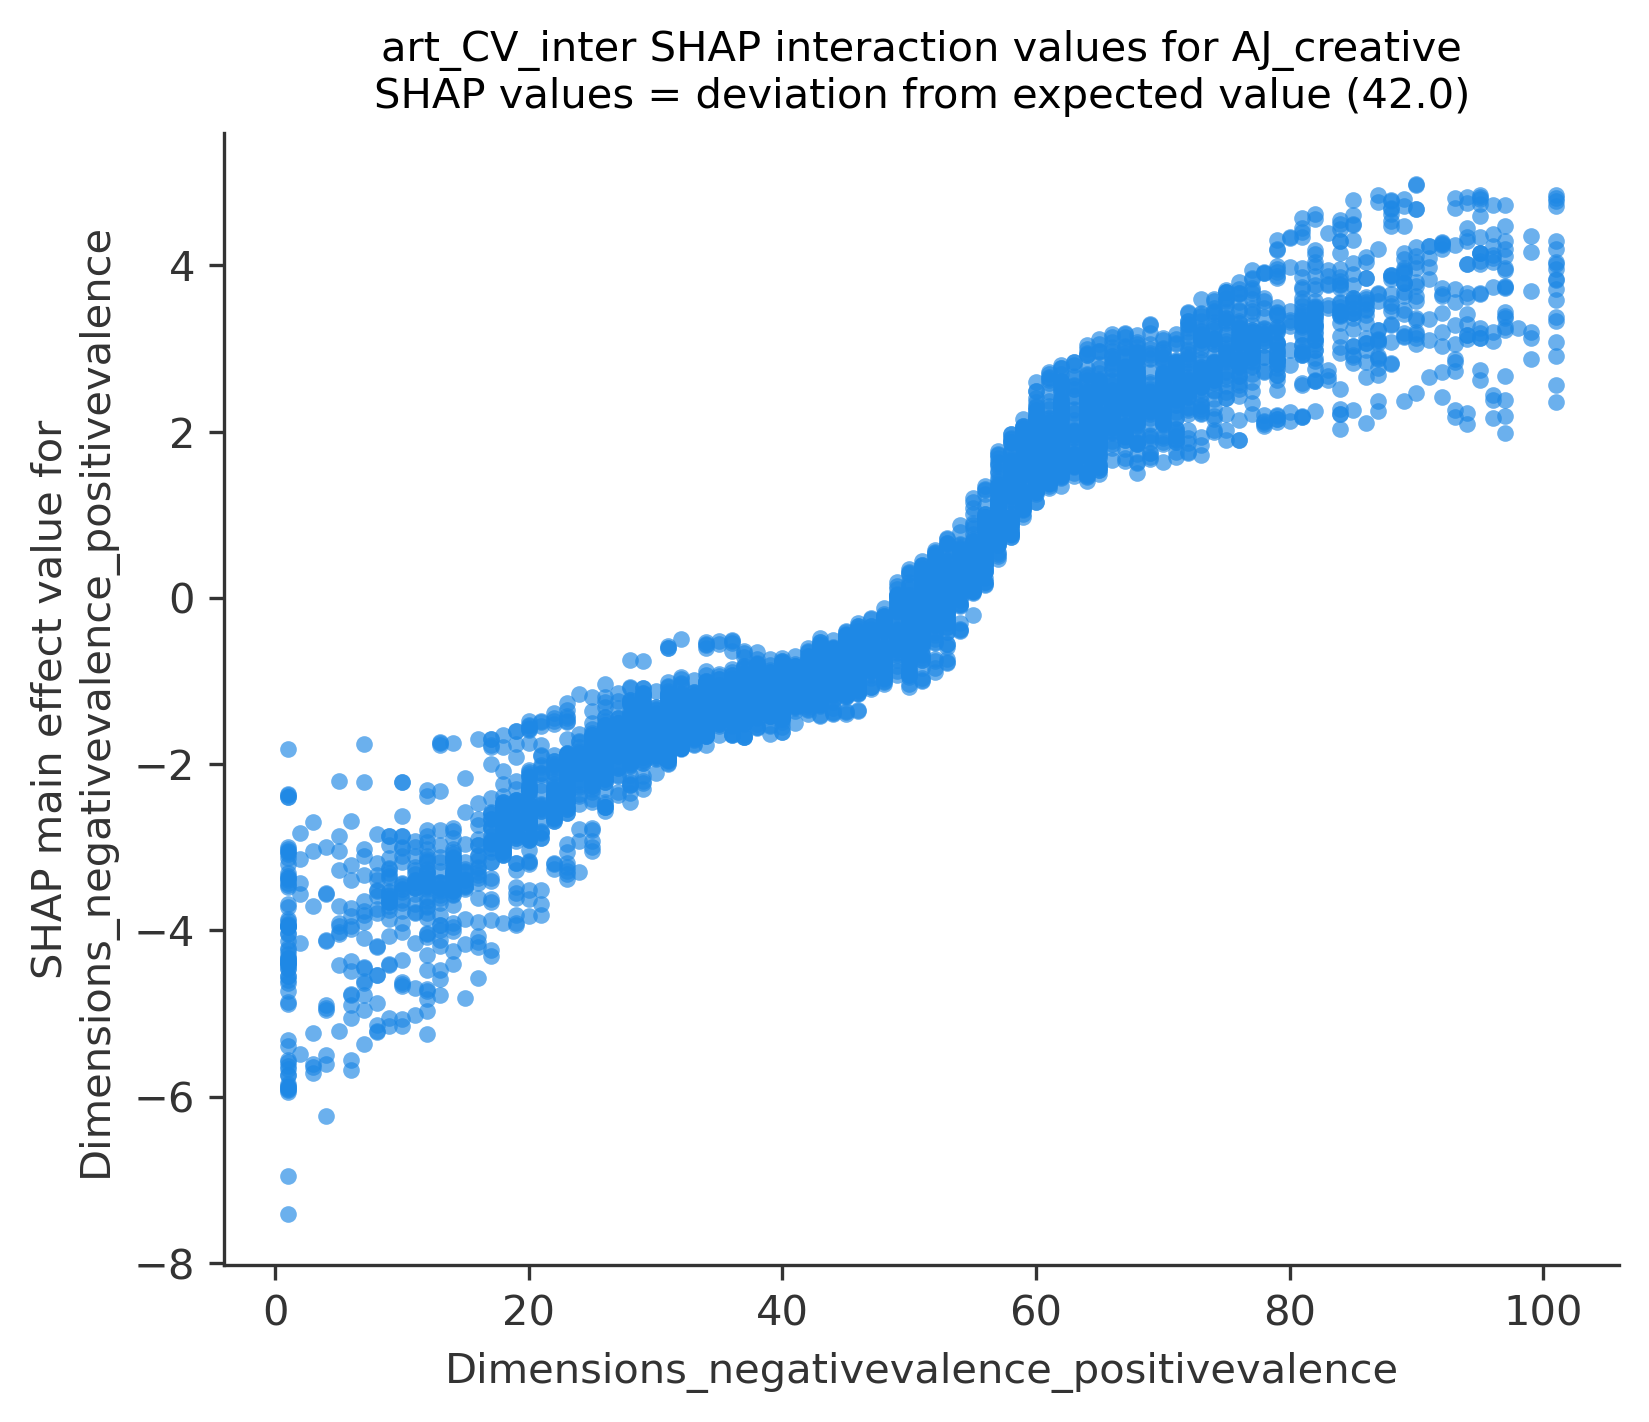 art_CV_inter SHAP interaction values for AJ_creative
SHAP values = deviation from expected value (42.0)
SHAP main effect value for
Dimensions_negativevalence_positivevalence
4
2
0
−2
−4
−6
−8
0 20 40 60 80 100
Dimensions_negativevalence_positivevalence